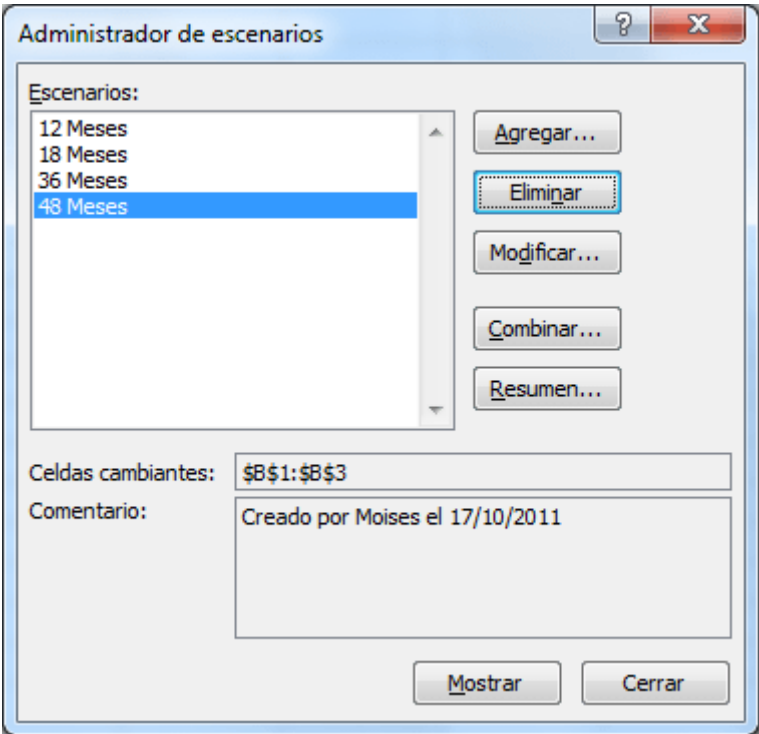 Administrador de escenarios
Escenarios:
12 Meses
18 Meses
36 Meses
48 Meses
Agregar...
Eliminar
Modificar...
Combinar...
Resumen...
Celdas cambiantes: $B$1:$B$3
Comentario: Creado por Moises el 17/10/2011
Mostrar Cerrar